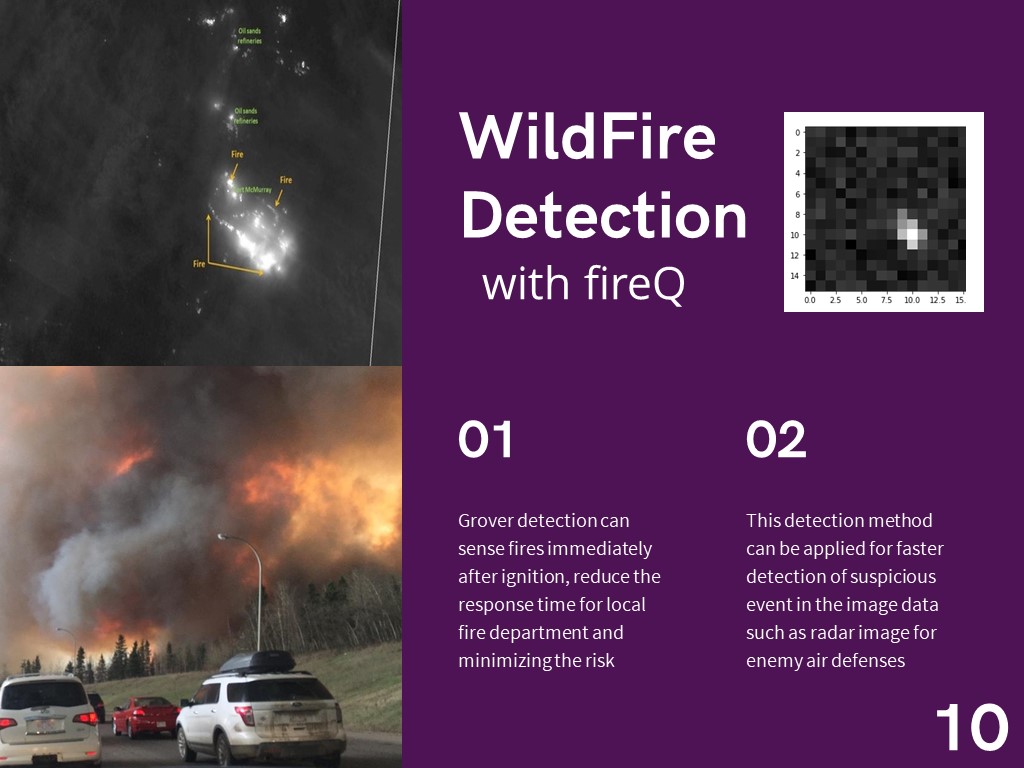 Oil sands
refineries
Oil sands
refineries
Fire
Fire
McMurray
Fire
WildFire
Detection
with fireQ
0
2
4
6
8
10
12
14
0.0 2.5 5.0 7.5 10.0 12.5 15.
01
Grover detection can
sense fires immediately
after ignition, reduce the
response time for local
fire department and
minimizing the risk
02
This detection method
can be applied for faster
detection of suspicious
event in the image data
such as radar image for
enemy air defenses
10